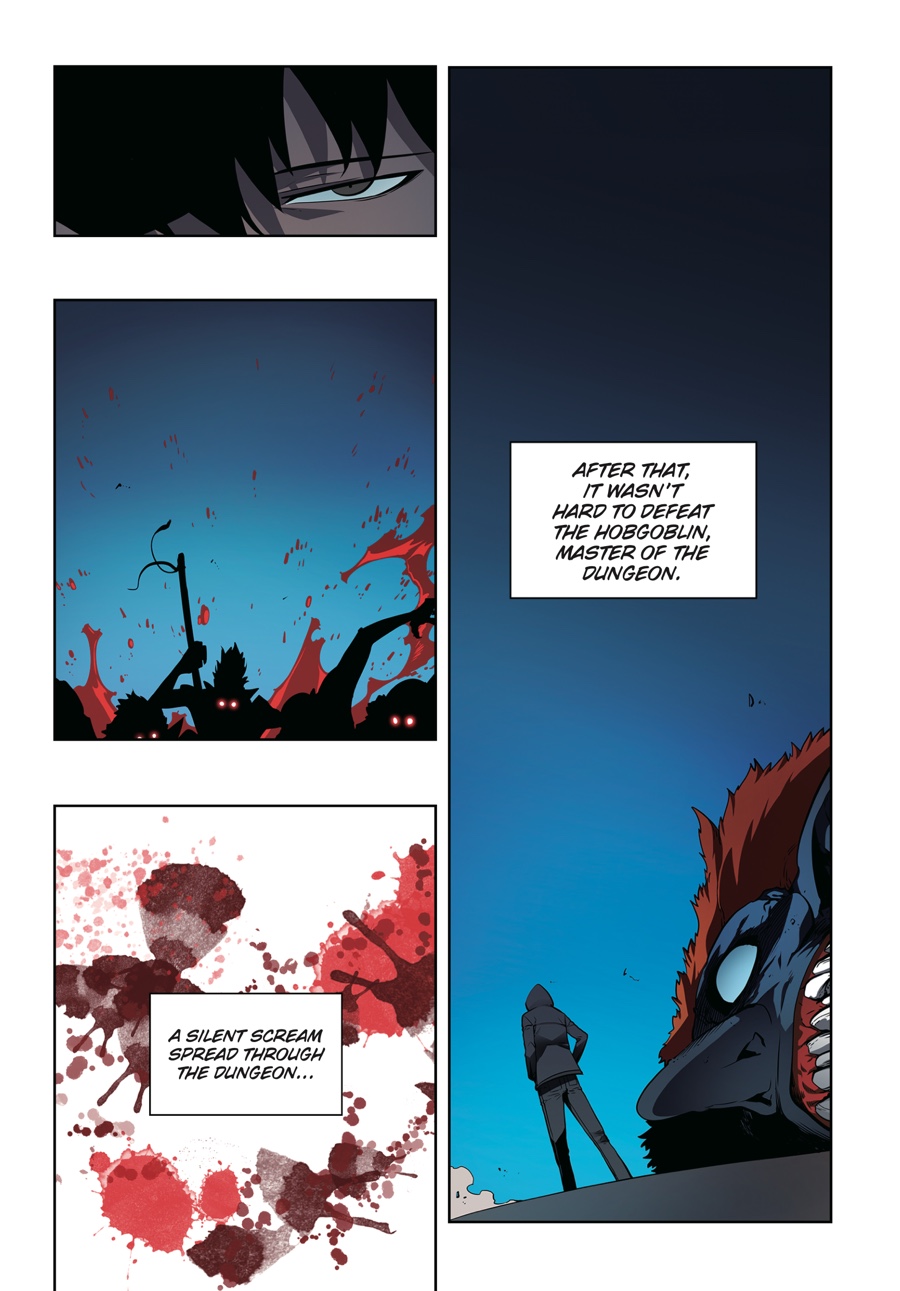 A SILENT SCREAM
SPREAD THROUGH
THE DUNGEON...
AFTER THAT,
IT WASN'T
HARD TO DEFEAT
THE HOBGOBLIN,
MASTER OF THE
DUNGEON.